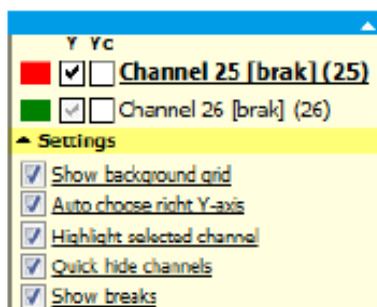 Y Yc
Channel 25 [brak] (25)
Channel 26 [brak] (26)
Settings
Show background grid
Auto choose right Y-axis
Highlight selected channel
Quick hide channels
Show breaks